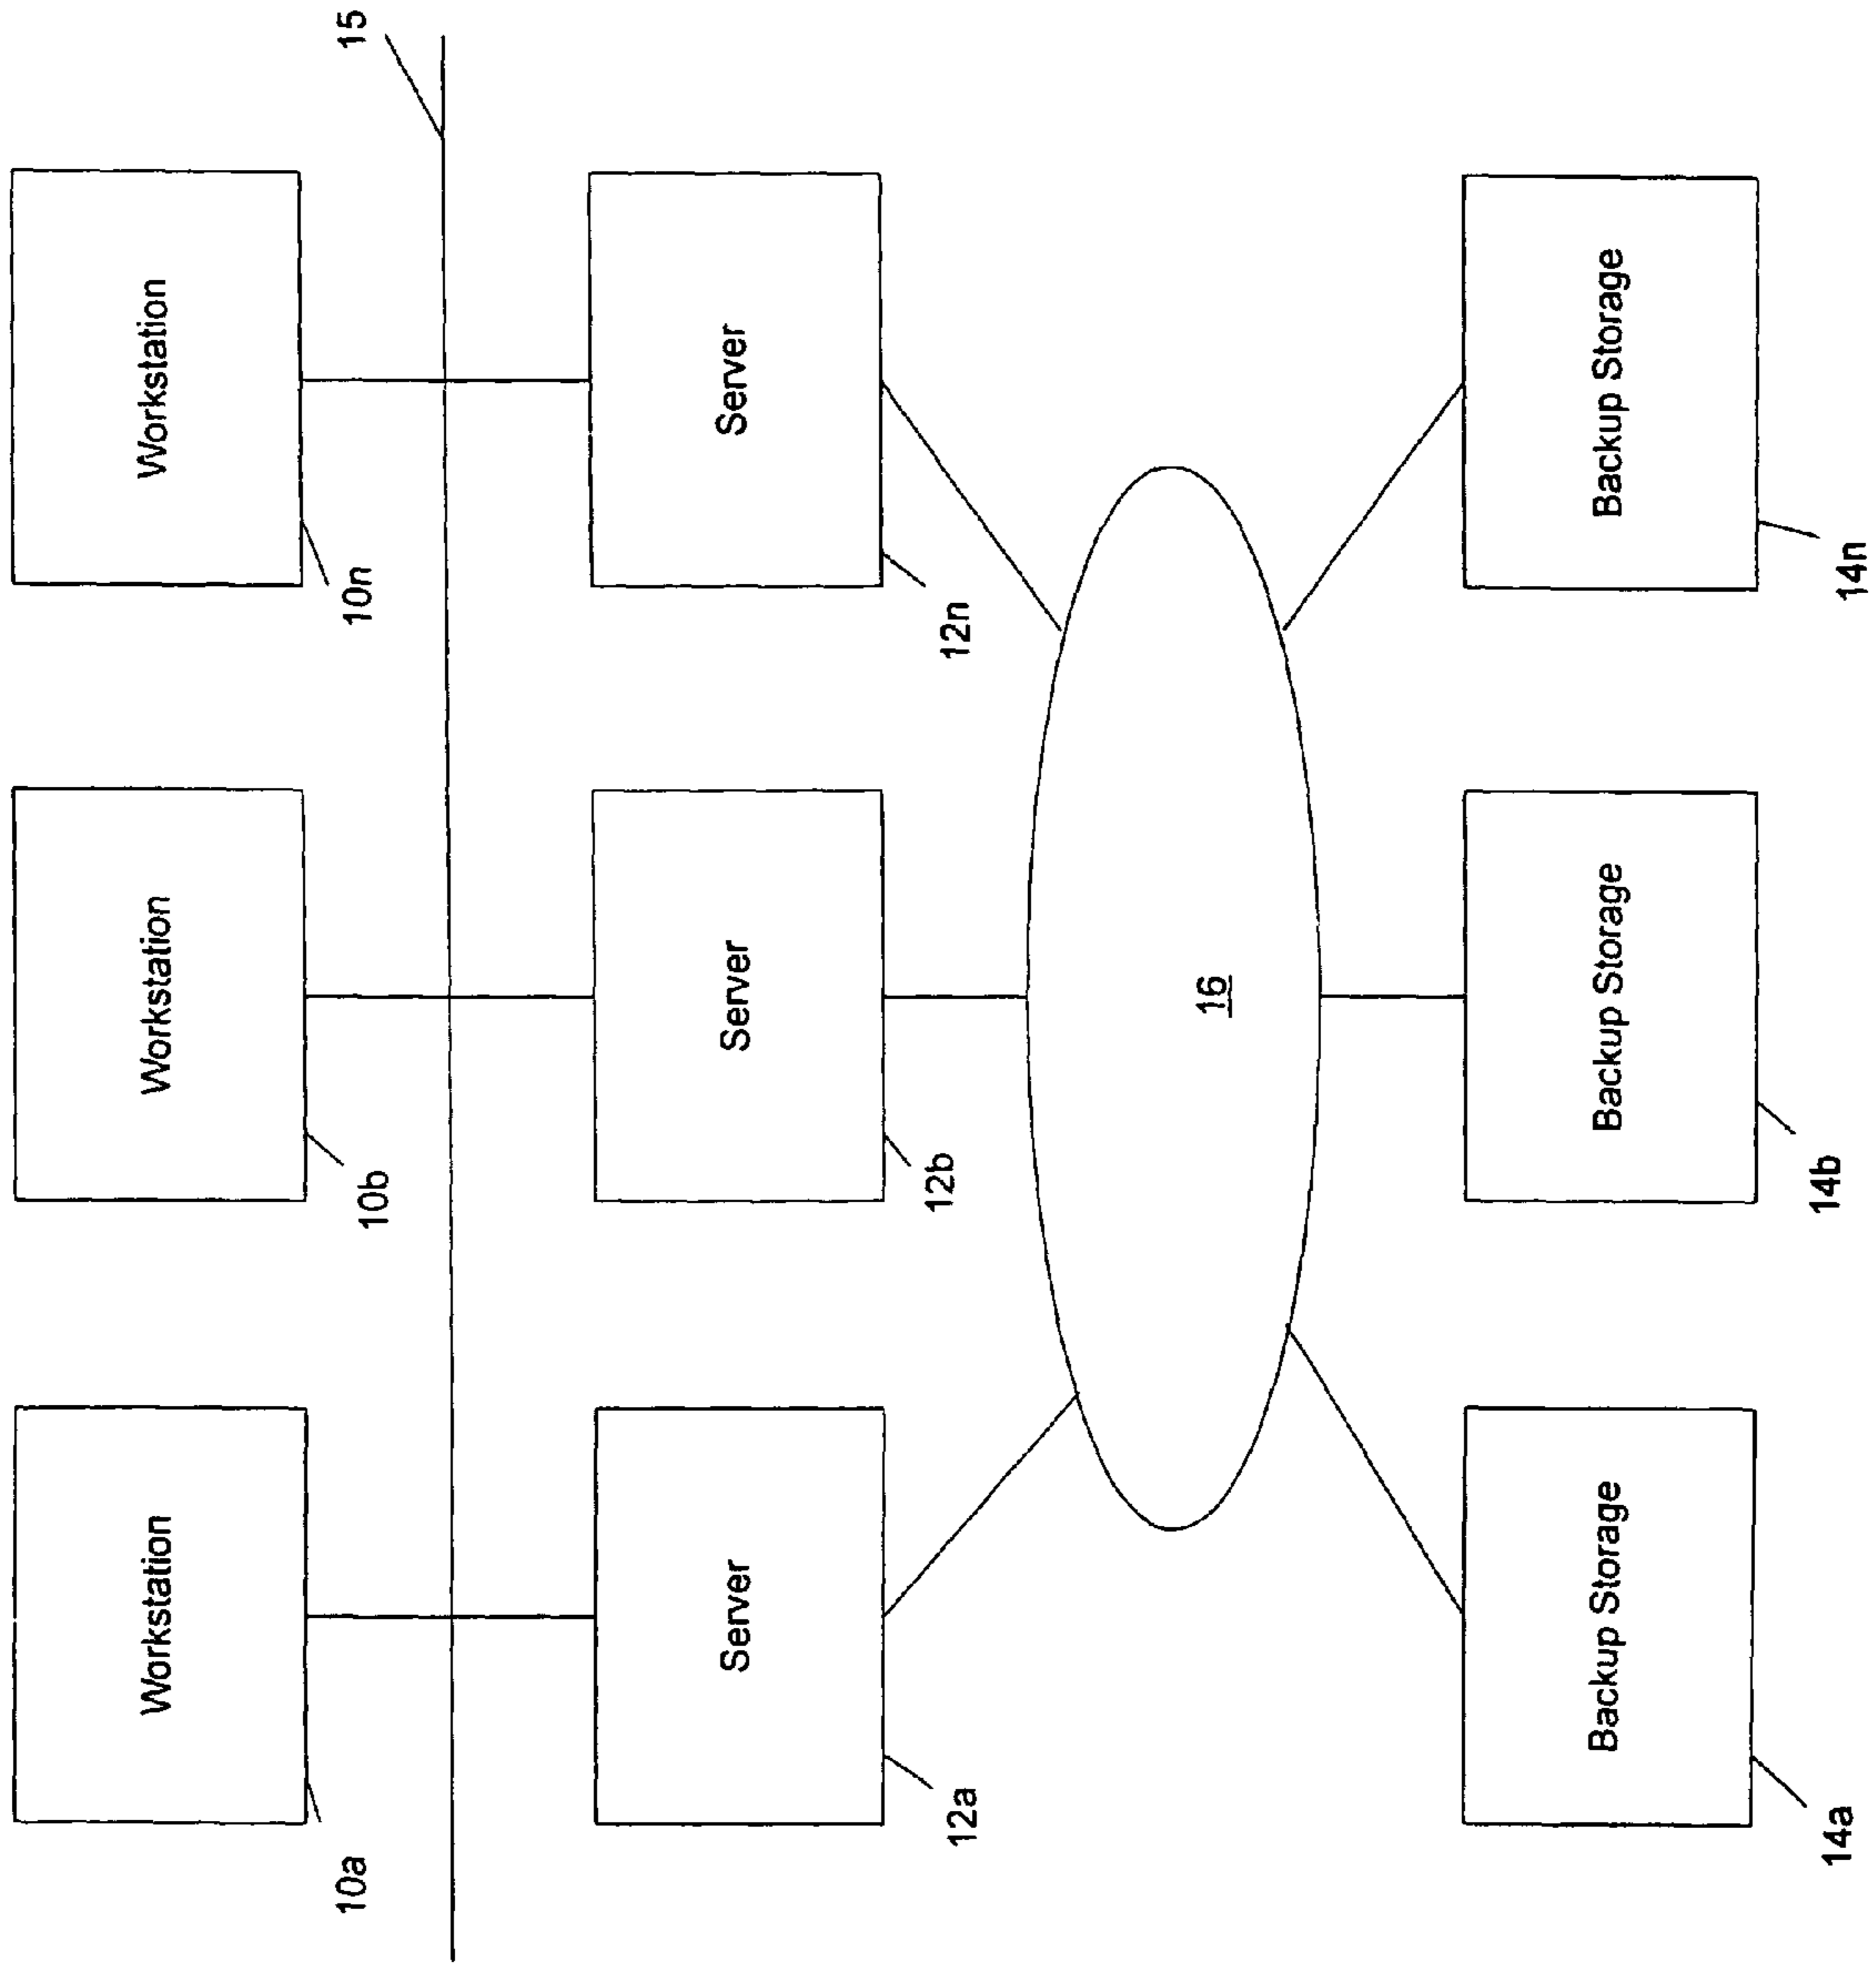 Workstation
Workstation
Workstation
10a
10b
10n
15
Server
Server
Server
12a
12b
12n
16
Backup Storage
Backup Storage
Backup Storage
14a
14b
14n